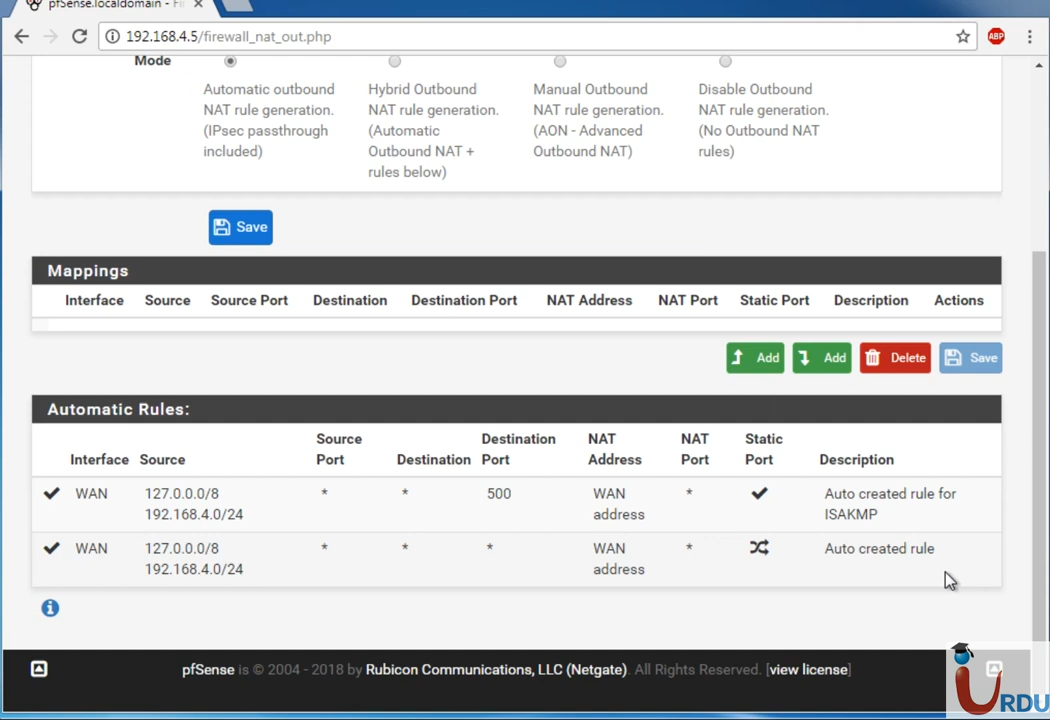 pfSense.localdomain - Fi
192.168.4.5/firewall_nat_out.php
ABP
Mode
Automatic outbound
NAT rule generation.
(IPsec passthrough
included)
Hybrid Outbound
NAT rule generation.
(Automatic
Outbound NAT +
rules below)
Manual Outbound
NAT rule generation.
(AON - Advanced
Outbound NAT)
Disable Outbound
NAT rule generation.
(No Outbound NAT
rules)
Save
Mappings
Interface Source Source Port Destination Destination Port NAT Address NAT Port Static Port Description Actions
Add Add Delete Save
Automatic Rules:
Interface Source Source Port Destination Destination Port NAT Address NAT Port Static Port Description
WAN 127.0.0.0/8 * * 500 WAN * Auto created rule for
192.168.4.0/24 address ISAKMP
WAN 127.0.0.0/8 * * * WAN * Auto created rule
192.168.4.0/24 address
pfSense is © 2004 - 2018 by Rubicon Communications, LLC (Netgate). All Rights Reserved. [view license]
iURDU